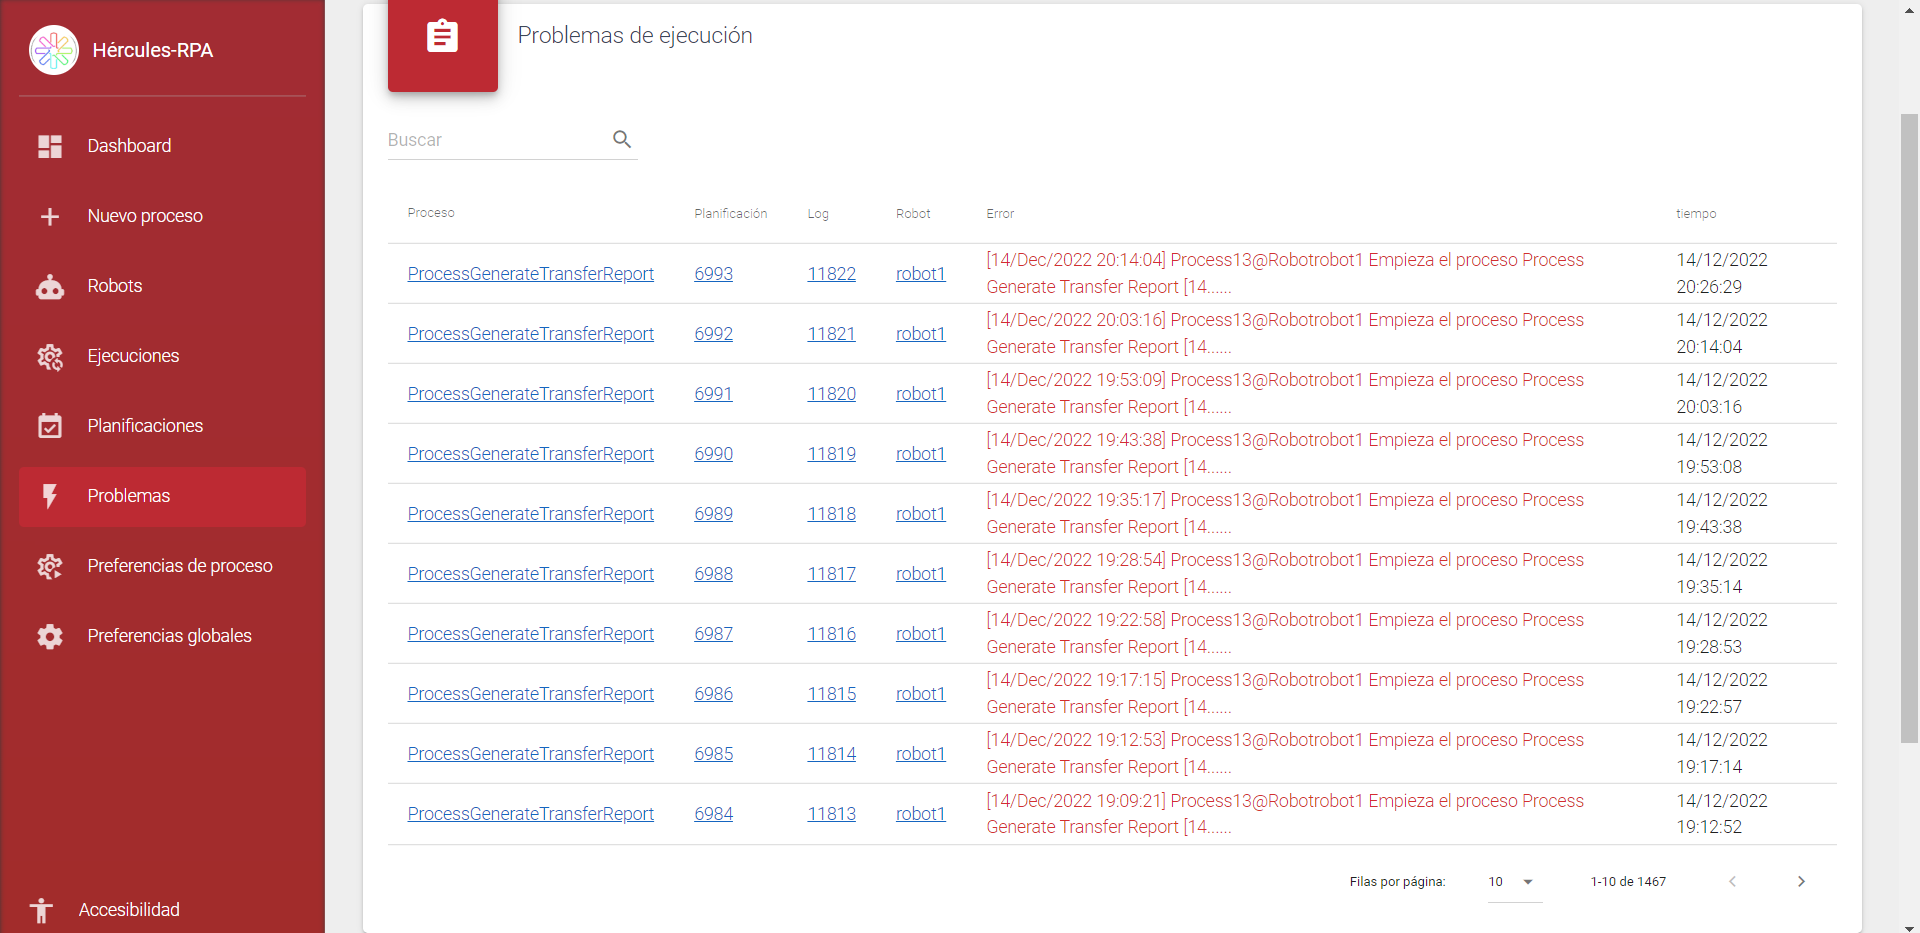 Hércules-RPA
Dashboard
Nuevo proceso
Robots
Ejecuciones
Planificaciones
Problemas
Preferencias de proceso
Preferencias globales
Accesibilidad
Problemas de ejecución
Buscar
Proceso Planificación Log Robot Error tiempo
ProcessGenerateTransferReport 6993 11822 robot1 [14/Dec/2022 20:14:04] Process13@Robotrobot1 Empieza el proceso Process 14/12/2022
Generate Transfer Report [14...... 20:26:29
ProcessGenerateTransferReport 6992 11821 robot1 [14/Dec/2022 20:03:16] Process13@Robotrobot1 Empieza el proceso Process 14/12/2022
Generate Transfer Report [14...... 20:14:04
ProcessGenerateTransferReport 6991 11820 robot1 [14/Dec/2022 19:53:09] Process13@Robotrobot1 Empieza el proceso Process 14/12/2022
Generate Transfer Report [14...... 20:03:16
ProcessGenerateTransferReport 6990 11819 robot1 [14/Dec/2022 19:43:38] Process13@Robotrobot1 Empieza el proceso Process 14/12/2022
Generate Transfer Report [14...... 19:53:08
ProcessGenerateTransferReport 6989 11818 robot1 [14/Dec/2022 19:35:17] Process13@Robotrobot1 Empieza el proceso Process 14/12/2022
Generate Transfer Report [14...... 19:43:38
ProcessGenerateTransferReport 6988 11817 robot1 [14/Dec/2022 19:28:54] Process13@Robotrobot1 Empieza el proceso Process 14/12/2022
Generate Transfer Report [14...... 19:35:14
ProcessGenerateTransferReport 6987 11816 robot1 [14/Dec/2022 19:22:58] Process13@Robotrobot1 Empieza el proceso Process 14/12/2022
Generate Transfer Report [14...... 19:28:53
ProcessGenerateTransferReport 6986 11815 robot1 [14/Dec/2022 19:17:15] Process13@Robotrobot1 Empieza el proceso Process 14/12/2022
Generate Transfer Report [14...... 19:22:57
ProcessGenerateTransferReport 6985 11814 robot1 [14/Dec/2022 19:12:53] Process13@Robotrobot1 Empieza el proceso Process 14/12/2022
Generate Transfer Report [14...... 19:17:14
ProcessGenerateTransferReport 6984 11813 robot1 [14/Dec/2022 19:09:21] Process13@Robotrobot1 Empieza el proceso Process 14/12/2022
Generate Transfer Report [14...... 19:12:52
Filas por página: 10 1-10 de 1467